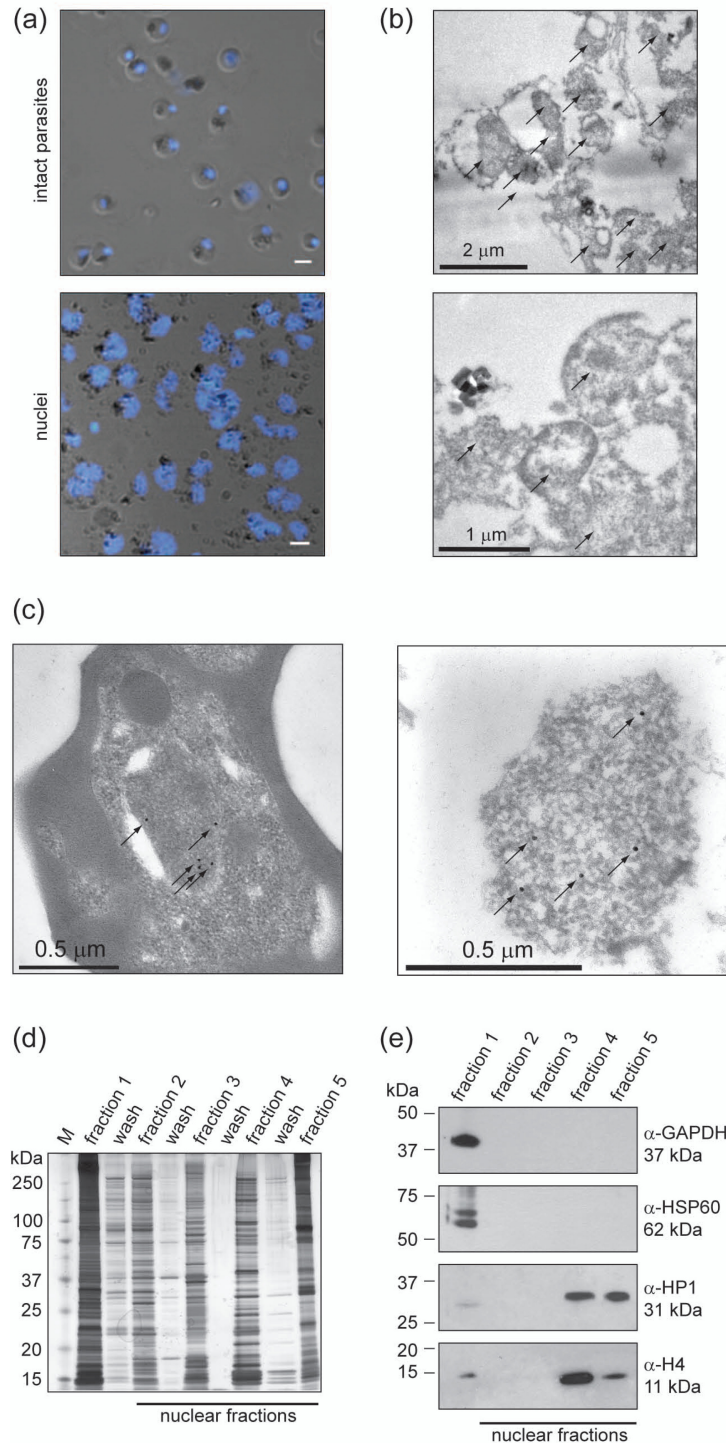 (a)
intact parasites
nuclei
(b)
2 μm
1 μm
(c)
0.5 μm
0.5 μm
(d)
M
fraction 1
wash
fraction 2
wash
fraction 3
wash
fraction 4
wash
fraction 5
kDa
250
100
75
37
25
20
15
nuclear fractions
(e)
fraction 1
fraction 2
fraction 3
fraction 4
fraction 5
kDa
50
37
α-GAPDH
37 kDa
75
50
α-HSP60
62 kDa
37
25
α-HP1
31 kDa
20
15
α-H4
11 kDa
nuclear fractions